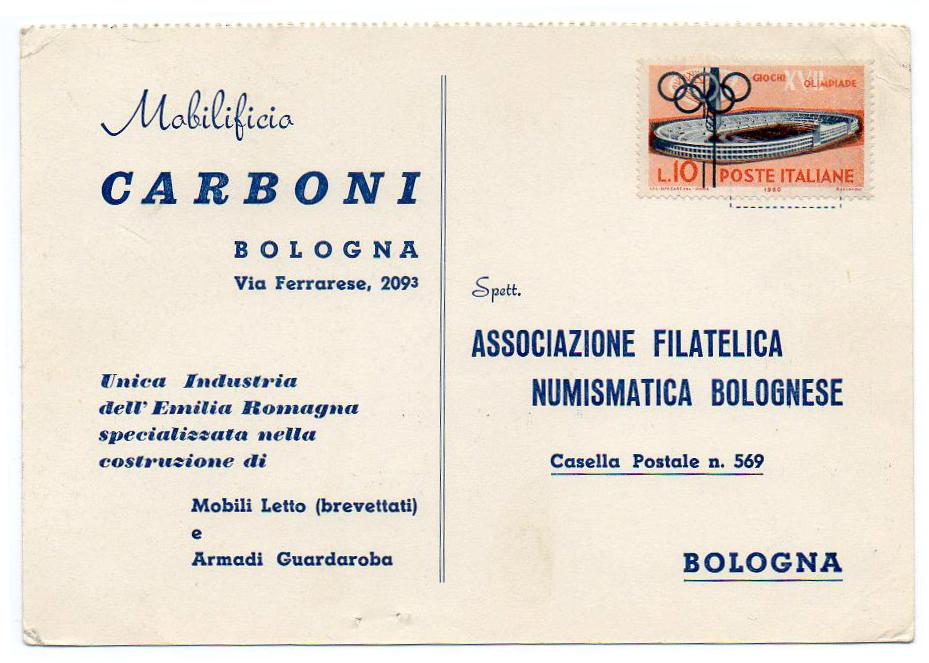 Mobilificio
CARBONI
BOLOGNA
Via Ferrarese, 209³
Unica Industria
dell'Emilia Romagna
specializzata nella
costruzione di
Mobili Letto (brevettati)
e
Armadi Guardaroba
GIOCHI XVII OLIMPIADE
L.10 POSTE ITALIANE
1960
Spett.
ASSOCIAZIONE FILATELICA
NUMISMATICA BOLOGNESE
Casella Postale n. 569
BOLOGNA